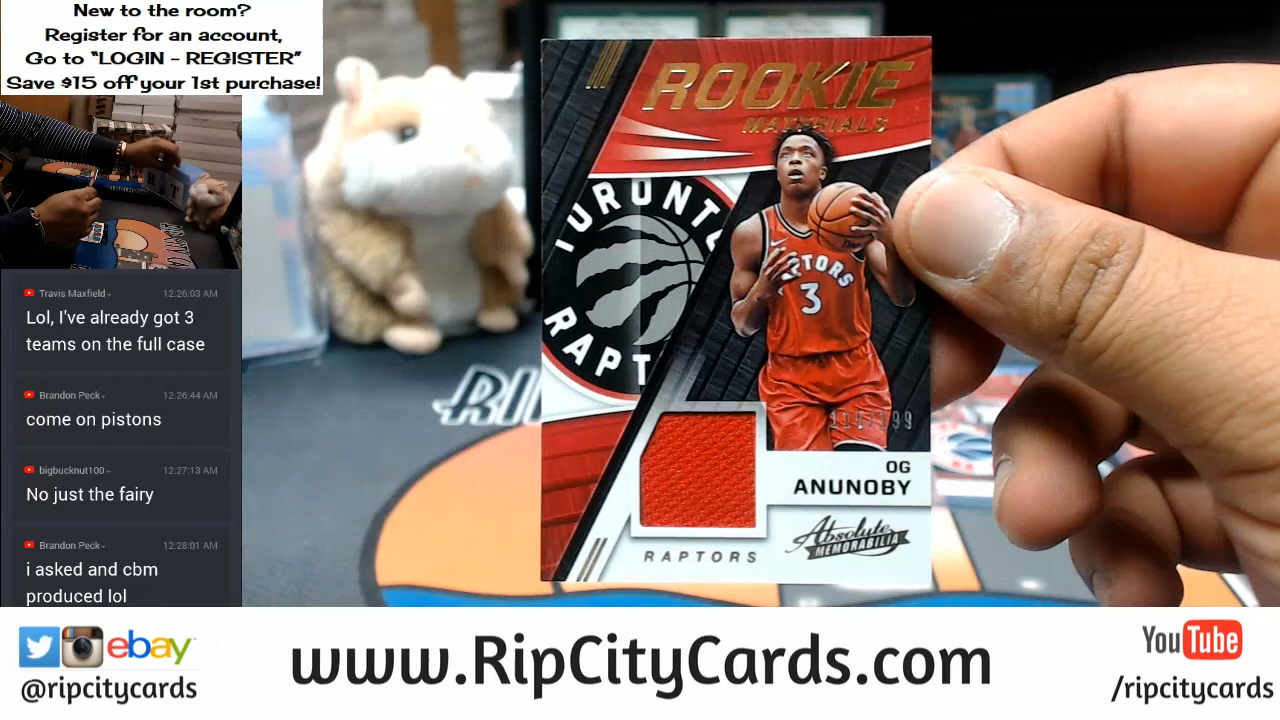 New to the room?
Register for an account,
Go to “LOGIN - REGISTER”
Save $15 off your 1st purchase!
Travis Maxfield
12:26:03 AM
Lol, I've already got 3
teams on the full case
Brandon Peck
12:26:44 AM
come on pistons
bigbucknut100
12:27:13 AM
No just the fairy
Brandon Peck
12:28:01 AM
i asked and cbm
produced lol
ROOKIE
MATERIALS
TORONTO
RAPT
PTORS
3
OG
ANUNOBY
RAPTORS
Absolute
MEMORABILIA
RI
ebay
@ripcitycards
www.RipCityCards.com
YouTube
/ripcitycards